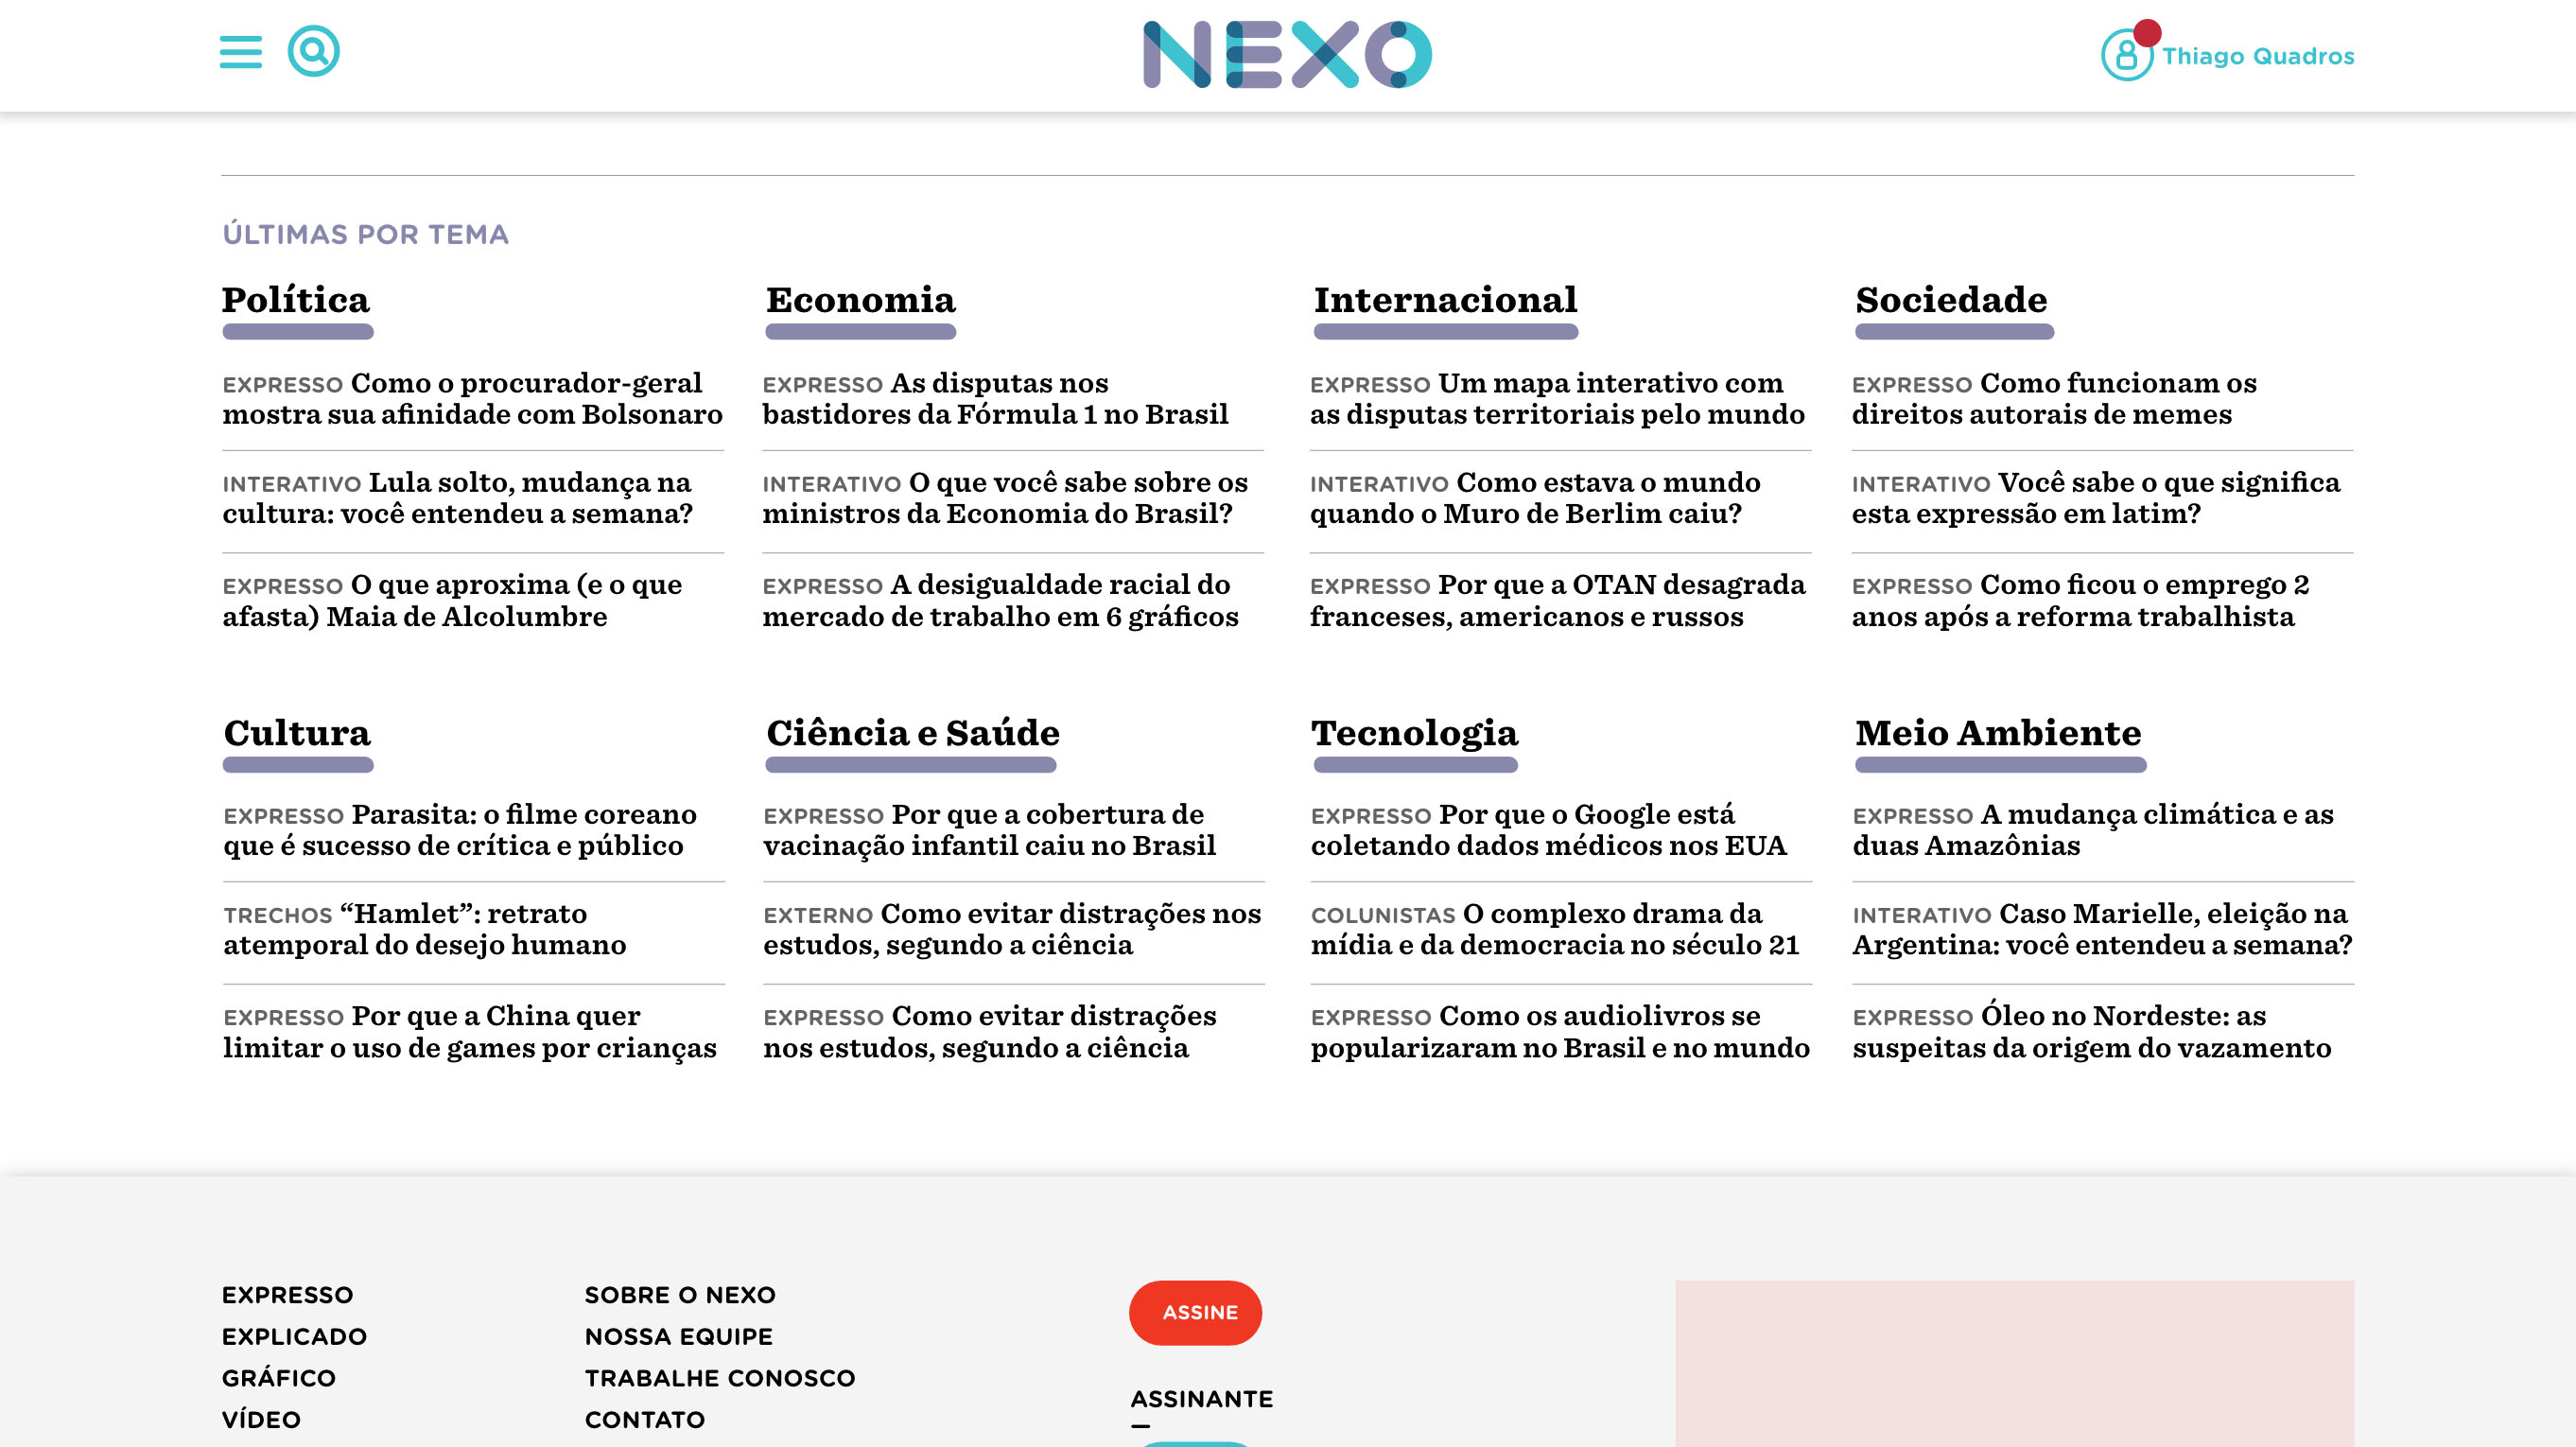 NEXO
Thiago Quadros
ÚLTIMAS POR TEMA
Política
EXPRESSO Como o procurador-geral
mostra sua afinidade com Bolsonaro
INTERATIVO Lula solto, mudança na
cultura: você entendeu a semana?
EXPRESSO O que aproxima (e o que
afasta) Maia de Alcolumbre
Economia
EXPRESSO As disputas nos
bastidores da Fórmula 1 no Brasil
INTERATIVO O que você sabe sobre os
ministros da Economia do Brasil?
EXPRESSO A desigualdade racial do
mercado de trabalho em 6 gráficos
Internacional
EXPRESSO Um mapa interativo com
as disputas territoriais pelo mundo
INTERATIVO Como estava o mundo
quando o Muro de Berlim caiu?
EXPRESSO Por que a OTAN desagrada
franceses, americanos e russos
Sociedade
EXPRESSO Como funcionam os
direitos autorais de memes
INTERATIVO Você sabe o que significa
esta expressão em latim?
EXPRESSO Como ficou o emprego 2
anos após a reforma trabalhista
Cultura
EXPRESSO Parasita: o filme coreano
que é sucesso de crítica e público
TRECHOS “Hamlet”: retrato
atemporal do desejo humano
EXPRESSO Por que a China quer
limitar o uso de games por crianças
Ciência e Saúde
EXPRESSO Por que a cobertura de
vacinação infantil caiu no Brasil
EXTERNO Como evitar distrações nos
estudos, segundo a ciência
EXPRESSO Como evitar distrações
nos estudos, segundo a ciência
Tecnologia
EXPRESSO Por que o Google está
coletando dados médicos nos EUA
COLUNISTAS O complexo drama da
mídia e da democracia no século 21
EXPRESSO Como os audiolivros se
popularizaram no Brasil e no mundo
Meio Ambiente
EXPRESSO A mudança climática e as
duas Amazônias
INTERATIVO Caso Marielle, eleição na
Argentina: você entendeu a semana?
EXPRESSO Óleo no Nordeste: as
suspeitas da origem do vazamento
EXPRESSO
EXPLICADO
GRÁFICO
VÍDEO
SOBRE O NEXO
NOSSA EQUIPE
TRABALHE CONOSCO
CONTATO
ASSINE
ASSINANTE
—